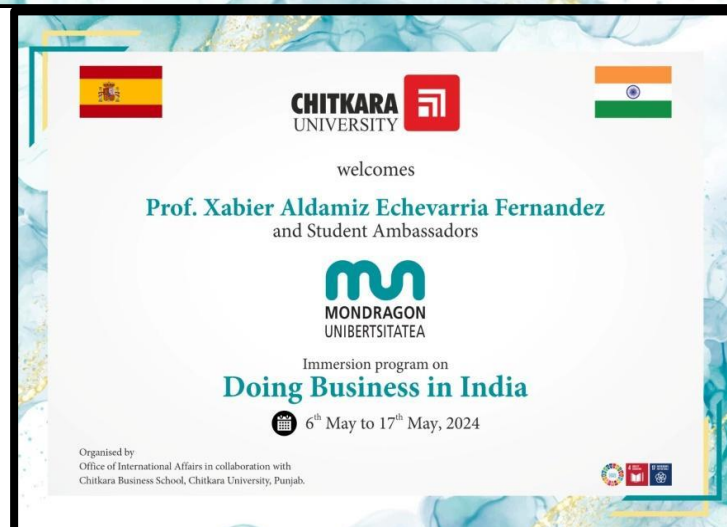 CHITKARA
UNIVERSITY
welcomes
Prof. Xabier Aldamiz Echevarria Fernandez
and Student Ambassadors
MONDRAGON
UNIBERTSITATEA
Immersion program on
Doing Business in India
6th May to 17th May, 2024
Organised by
Office of International Affairs in collaboration with
Chitkara Business School, Chitkara University, Punjab.